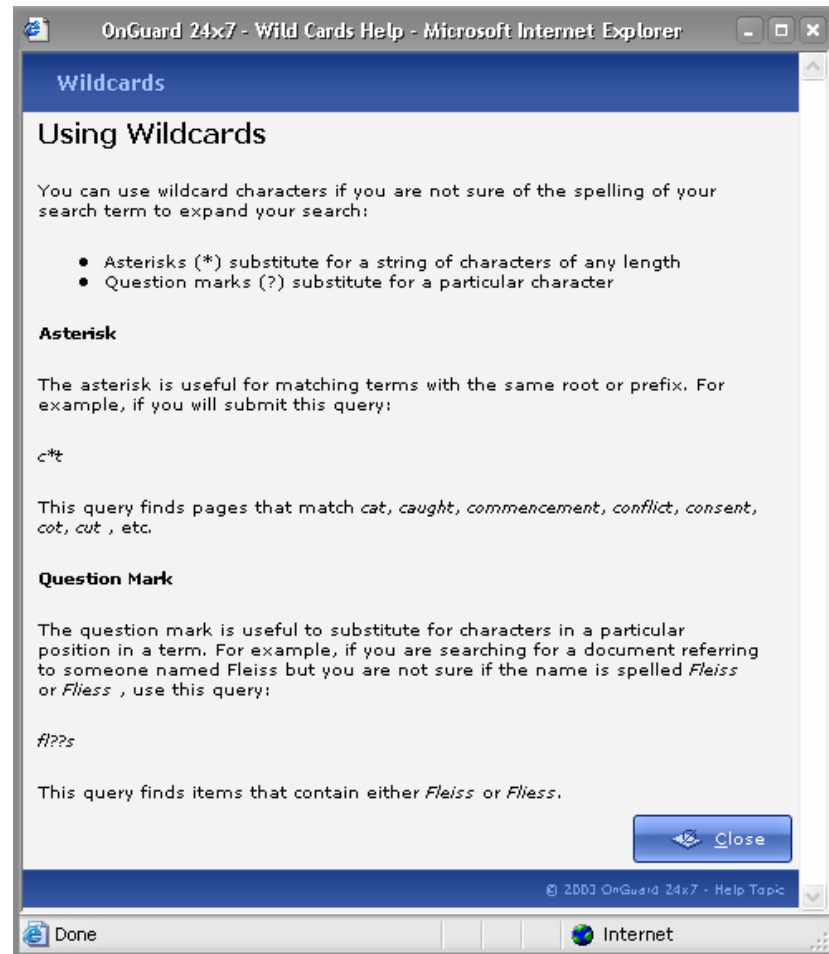 OnGuard 24x7 - Wild Cards Help - Microsoft Internet Explorer
Wildcards
Using Wildcards
You can use wildcard characters if you are not sure of the spelling of your
search term to expand your search:
• Asterisks (*) substitute for a string of characters of any length
• Question marks (?) substitute for a particular character
Asterisk
The asterisk is useful for matching terms with the same root or prefix. For
example, if you will submit this query:
c*t
This query finds pages that match cat, caught, commencement, conflict, consent,
cot, cut , etc.
Question Mark
The question mark is useful to substitute for characters in a particular
position in a term. For example, if you are searching for a document referring
to someone named Fleiss but you are not sure if the name is spelled Fleiss
or Fliess , use this query:
fl??s
This query finds items that contain either Fleiss or Fliess.
Close
© 2003 OnGuard 24x7 - Help Topic
Done
Internet